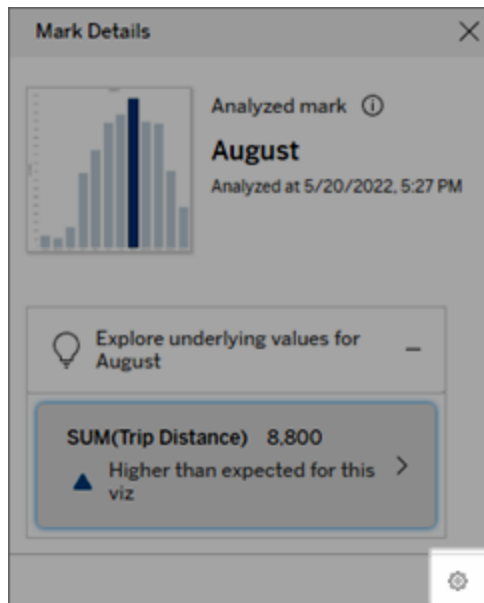 Mark Details
Analyzed mark
August
Analyzed at 5/20/2022, 5:27 PM
Explore underlying values for
August
SUM(Trip Distance) 8,800
Higher than expected for this
viz